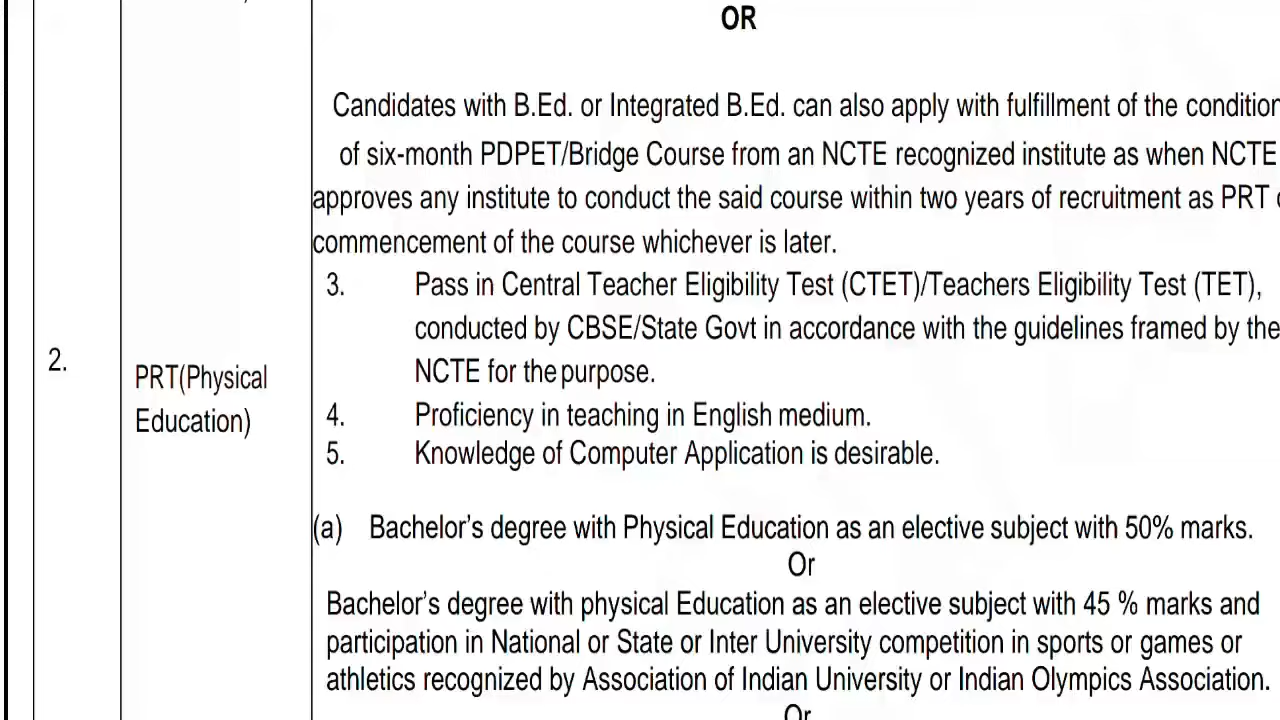 OR
Candidates with B.Ed. or Integrated B.Ed. can also apply with fulfillment of the condition
of six-month PDPET/Bridge Course from an NCTE recognized institute as when NCTE
approves any institute to conduct the said course within two years of recruitment as PRT
commencement of the course whichever is later.
3. Pass in Central Teacher Eligibility Test (CTET)/Teachers Eligibility Test (TET),
conducted by CBSE/State Govt in accordance with the guidelines framed by the
NCTE for the purpose.
4. Proficiency in teaching in English medium.
5. Knowledge of Computer Application is desirable.
2.
PRT(Physical
Education)
(a) Bachelor's degree with Physical Education as an elective subject with 50% marks.
Or
Bachelor's degree with physical Education as an elective subject with 45 % marks and
participation in National or State or Inter University competition in sports or games or
athletics recognized by Association of Indian University or Indian Olympics Association.
Or